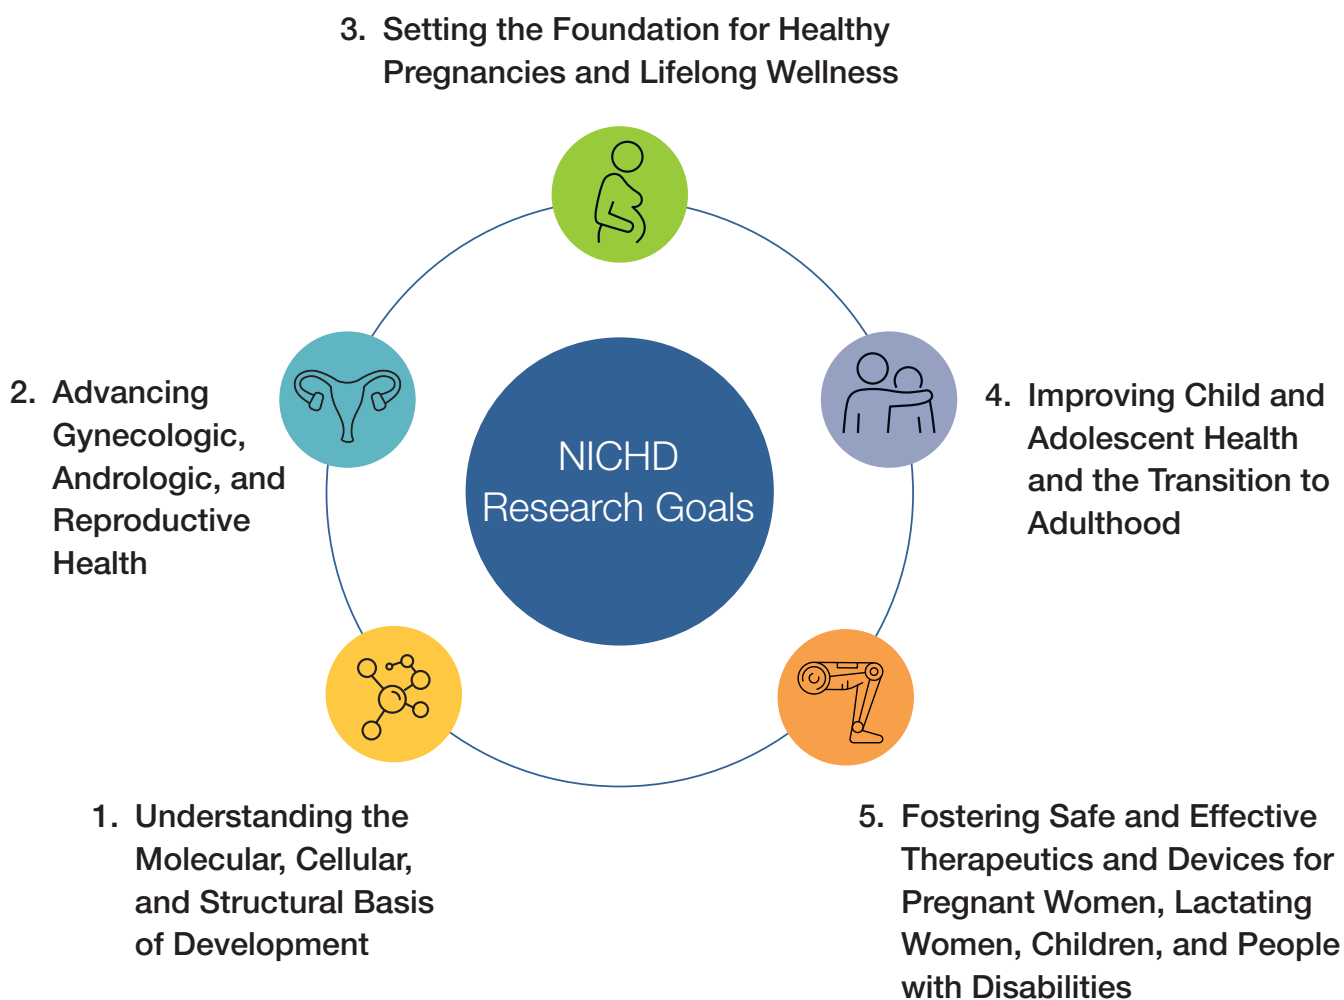 3. Setting the Foundation for Healthy
Pregnancies and Lifelong Wellness
2. Advancing
Gynecologic,
Andrologic, and
Reproductive
Health
NICHD
Research Goals
4. Improving Child and
Adolescent Health
and the Transition to
Adulthood
1. Understanding the
Molecular, Cellular,
and Structural Basis
of Development
5. Fostering Safe and Effective
Therapeutics and Devices for
Pregnant Women, Lactating
Women, Children, and People
with Disabilities